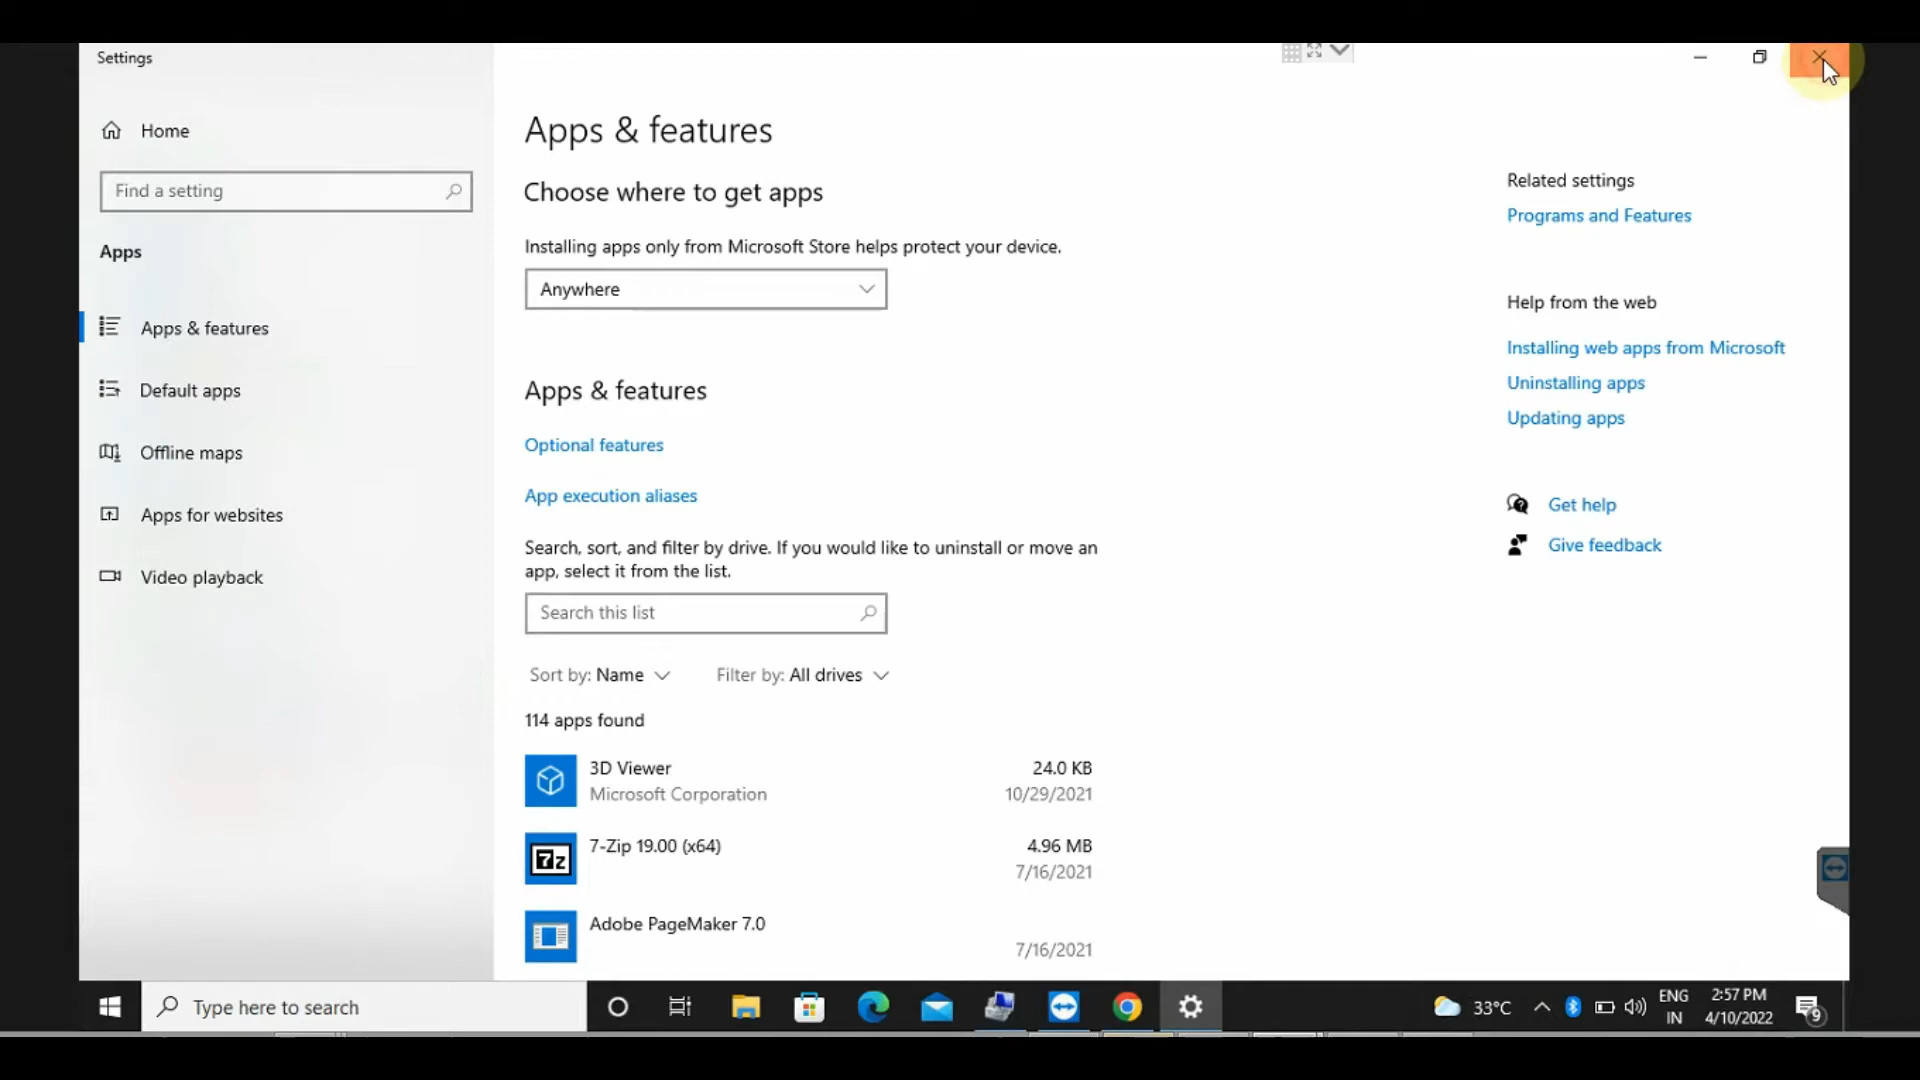 Settings
Home
Find a setting
Apps
Apps & features
Default apps
Offline maps
Apps for websites
Video playback
Apps & features
Choose where to get apps
Installing apps only from Microsoft Store helps protect your device.
Anywhere
Apps & features
Optional features
App execution aliases
Search, sort, and filter by drive. If you would like to uninstall or move an
app, select it from the list.
Search this list
Sort by: Name
Filter by: All drives
114 apps found
3D Viewer
24.0 KB
Microsoft Corporation
10/29/2021
7z
7-Zip 19.00 (x64)
4.96 MB
7/16/2021
Adobe PageMaker 7.0
7/16/2021
Related settings
Programs and Features
Help from the web
Installing web apps from Microsoft
Uninstalling apps
Updating apps
Get help
Give feedback
Type here to search
33°C
ENG
IN
2:57 PM
4/10/2022
9